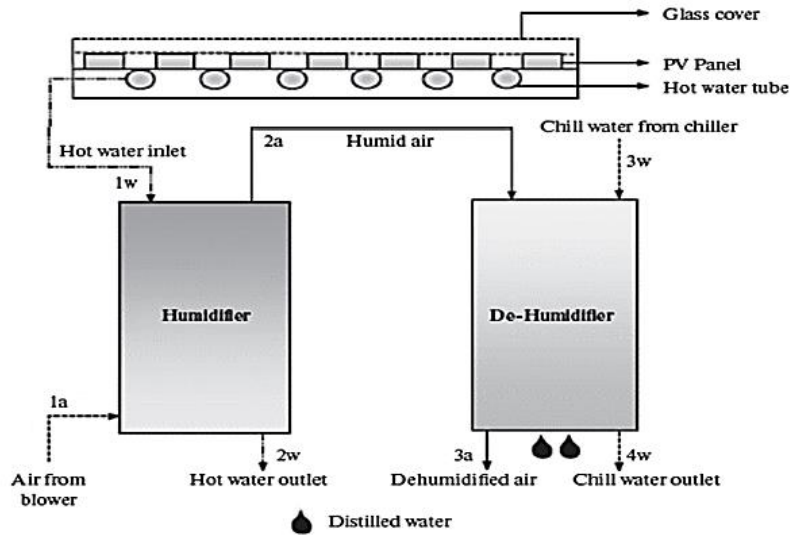 Glass cover
PV Panel
Hot water tube
Hot water inlet
1w
2a
Humid air
Chill water from chiller
3w
Humidifier
De-Humidifier
1a
Air from
blower
2w
Hot water outlet
3a
Dehumidified air
4w
Chill water outlet
Distilled water